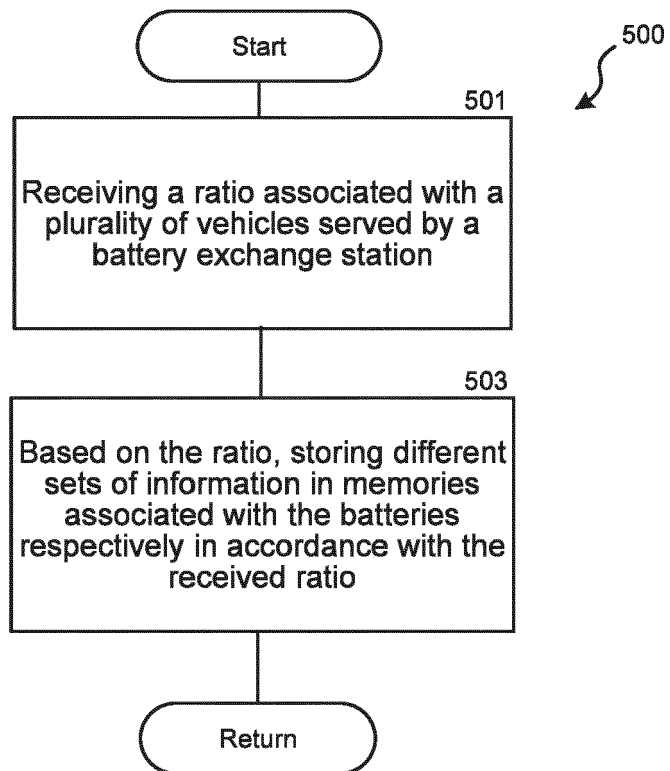 Start
500
501
Receiving a ratio associated with a
plurality of vehicles served by a
battery exchange station
503
Based on the ratio, storing different
sets of information in memories
associated with the batteries
respectively in accordance with the
received ratio
Return